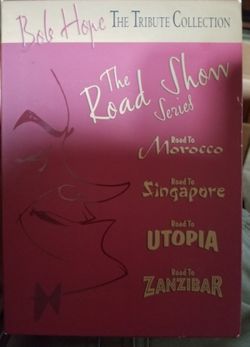 Bob Hope THE TRIBUTE COLLECTION
The
Road Show
Series
Road To
Morocco
Road To
Singapore
Road To
UTOPIA
Road To
ZANZIBAR